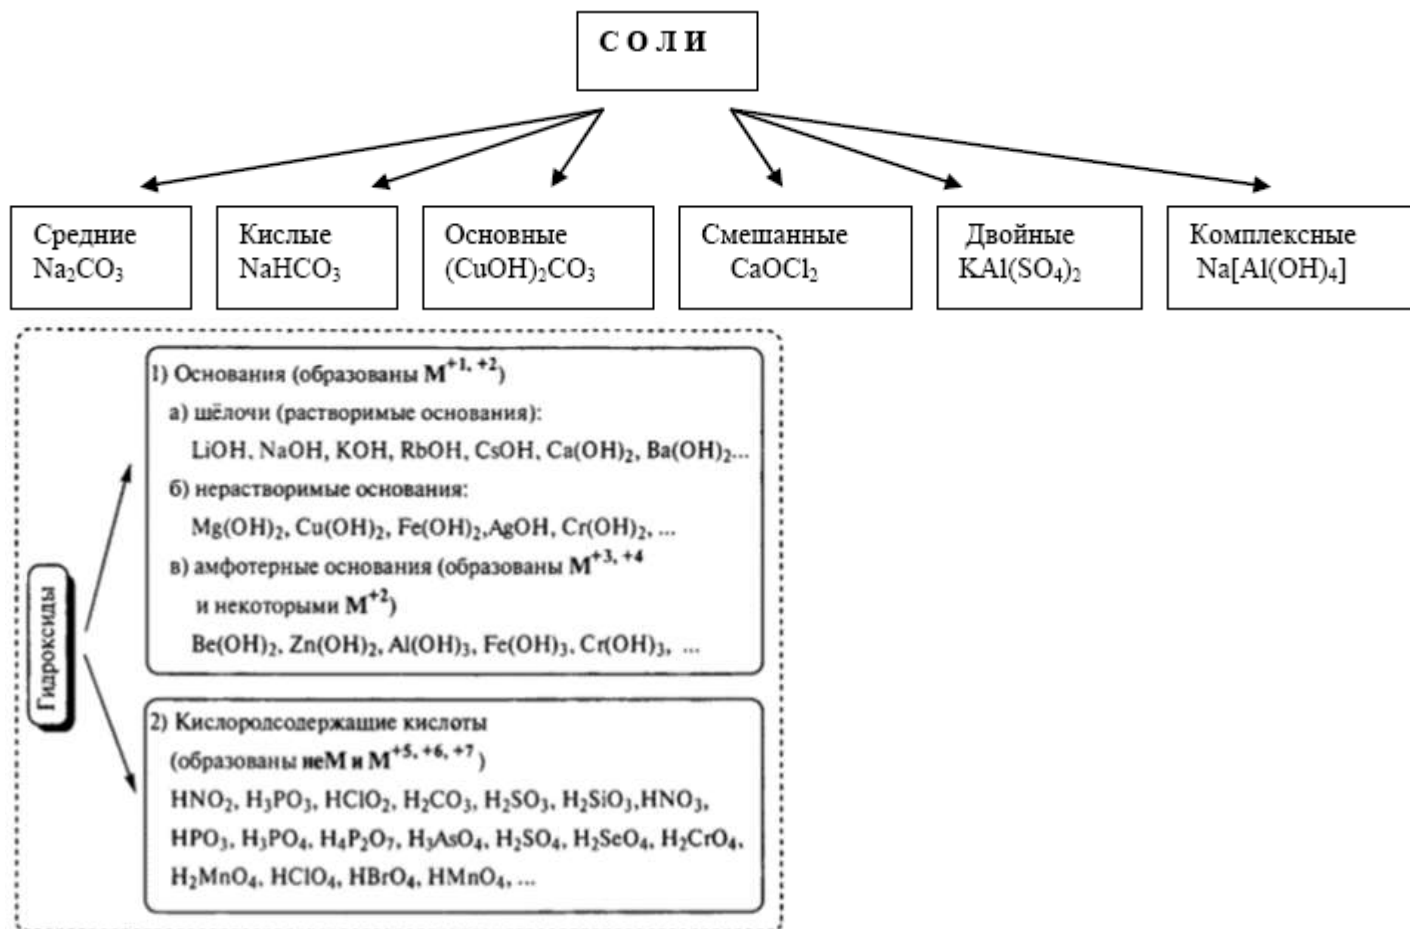 С О Л И
Средние
Na₂CO₃
Кислые
NaHCO₃
Основные
(CuOH)₂CO₃
Смешанные
CaOCl₂
Двойные
KAl(SO₄)₂
Комплексные
Na[Al(OH)₄]
Гидроксиды
1) Основания (образованы M⁺¹, ⁺²)
а) щёлочи (растворимые основания):
LiOH, NaOH, KOH, RbOH, CsOH, Ca(OH)₂, Ba(OH)₂...
б) нерастворимые основания:
Mg(OH)₂, Cu(OH)₂, Fe(OH)₂,AgOH, Cr(OH)₂, ...
в) амфотерные основания (образованы M⁺³, ⁺⁴
и некоторыми M⁺²)
Be(OH)₂, Zn(OH)₂, Al(OH)₃, Fe(OH)₃, Cr(OH)₃, ...
2) Кислородсодержащие кислоты
(образованы неМ и М⁺⁵, ⁺⁶, ⁺⁷)
HNO₂, H₃PO₃, HClO₂, H₂CO₃, H₂SO₃, H₂SiO₃,HNO₃,
HPO₃, H₃PO₄, H₄P₂O₇, H₃AsO₄, H₂SO₄, H₂SeO₄, H₂CrO₄,
H₂MnO₄, HClO₄, HBrO₄, HMnO₄, ...